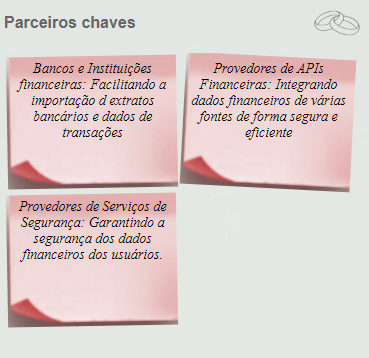 Parceiros chaves
Bancos e Instituições
financeiras: Facilitando a
importação d extratos
bancários e dados de
transações
Provedores de APIs
Financeiras: Integrando
dados financeiros de várias
fontes de forma segura e
eficiente
Provedores de Serviços de
Segurança: Garantindo a
segurança dos dados
financeiros dos usuários.